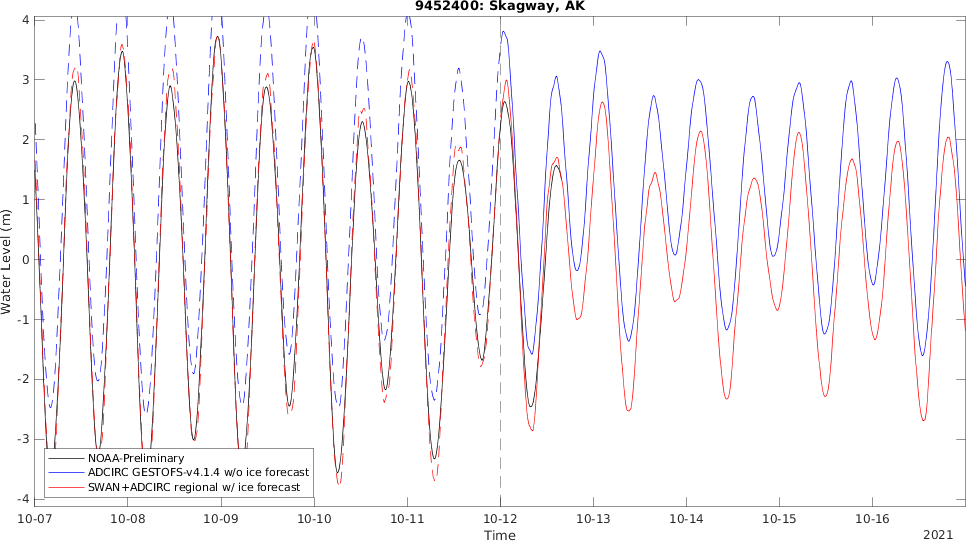 9452400: Skagway, AK
4
3
2
1
0
-1
-2
-3
-4
Water Level (m)
NOAA-Preliminary
ADCIRC GESTOFS-v4.1.4 w/o ice forecast
SWAN+ADCIRC regional w/ ice forecast
10-07 10-08 10-09 10-10 10-11 10-12 10-13 10-14 10-15 10-16
Time
2021